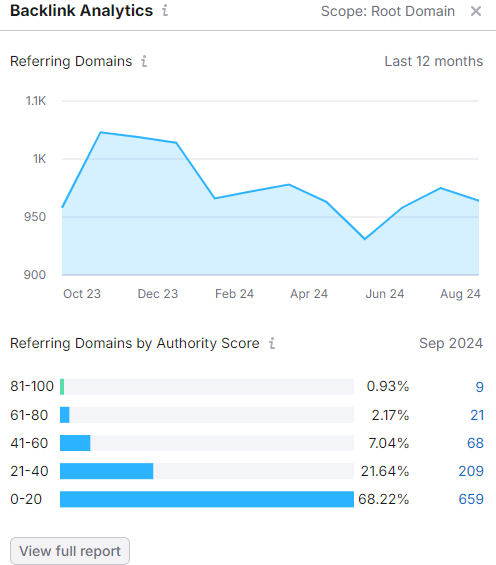 Backlink Analytics i Scope: Root Domain ×
Referring Domains i Last 12 months
1.1K
1K
950
900
Oct 23 Dec 23 Feb 24 Apr 24 Jun 24 Aug 24
Referring Domains by Authority Score i Sep 2024
81-100 0.93% 9
61-80 2.17% 21
41-60 7.04% 68
21-40 21.64% 209
0-20 68.22% 659
View full report